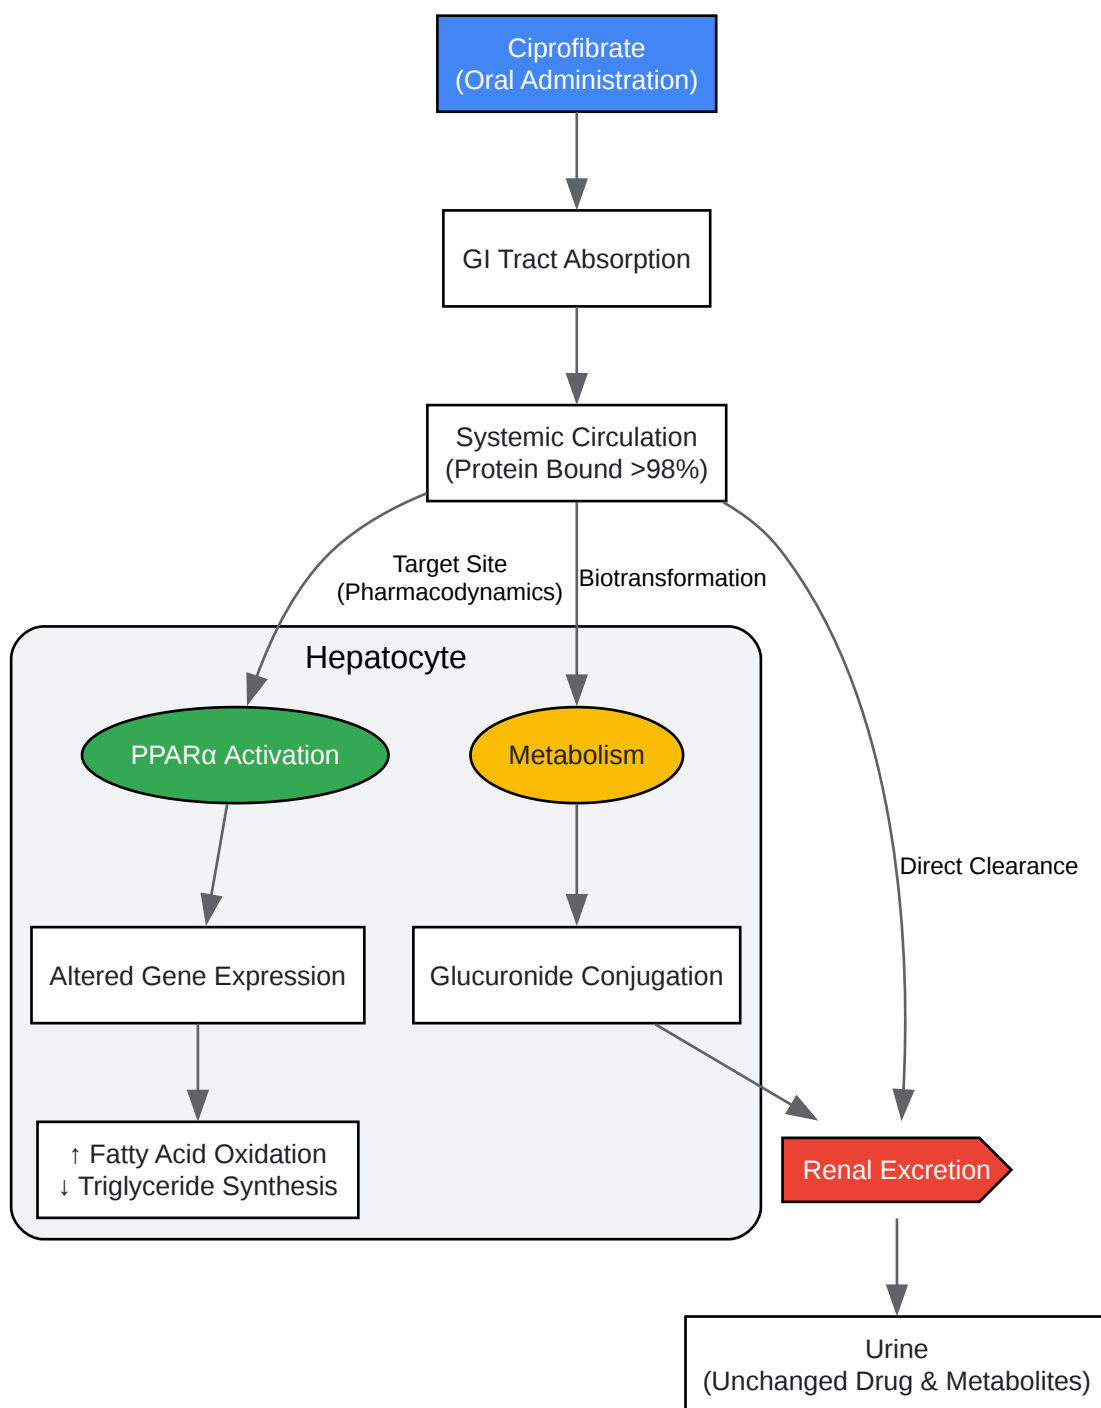 Ciprofibrate
(Oral Administration)
GI Tract Absorption
Systemic Circulation
(Protein Bound >98%)
Target Site
(Pharmacodynamics)
Biotransformation
Hepatocyte
PPARα Activation
Metabolism
Direct Clearance
Altered Gene Expression
Glucuronide Conjugation
↑ Fatty Acid Oxidation
↓ Triglyceride Synthesis
Renal Excretion
Urine
(Unchanged Drug & Metabolites)